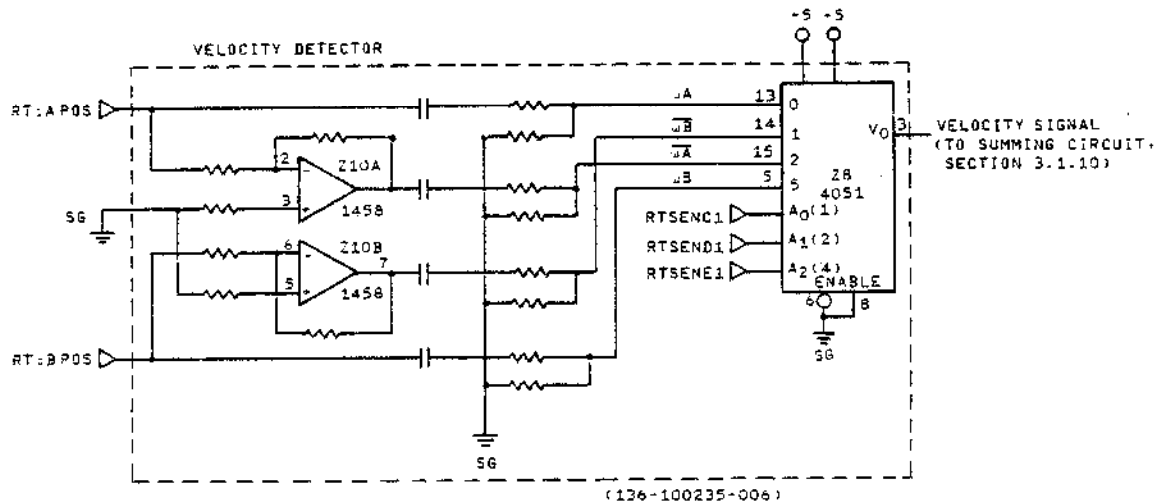 +5 +5
VELOCITY DETECTOR
RT:APOS
ωA 13 0
ωB 14 1
ωA 15 2
ωB 5 5
V0 3
VELOCITY SIGNAL
(TO SUMMING CIRCUIT,
SECTION 3.1.10)
Z8
4051
2 - Z10A
3 + 1458
SG
RTSENC1 A0(1)
RTSEND1 A1(2)
RTSENE1 A2(4)
ENABLE
6 8
SG
6 - Z10B 7
5 + 1458
RT:BPOS
SG
(136-100235-006)